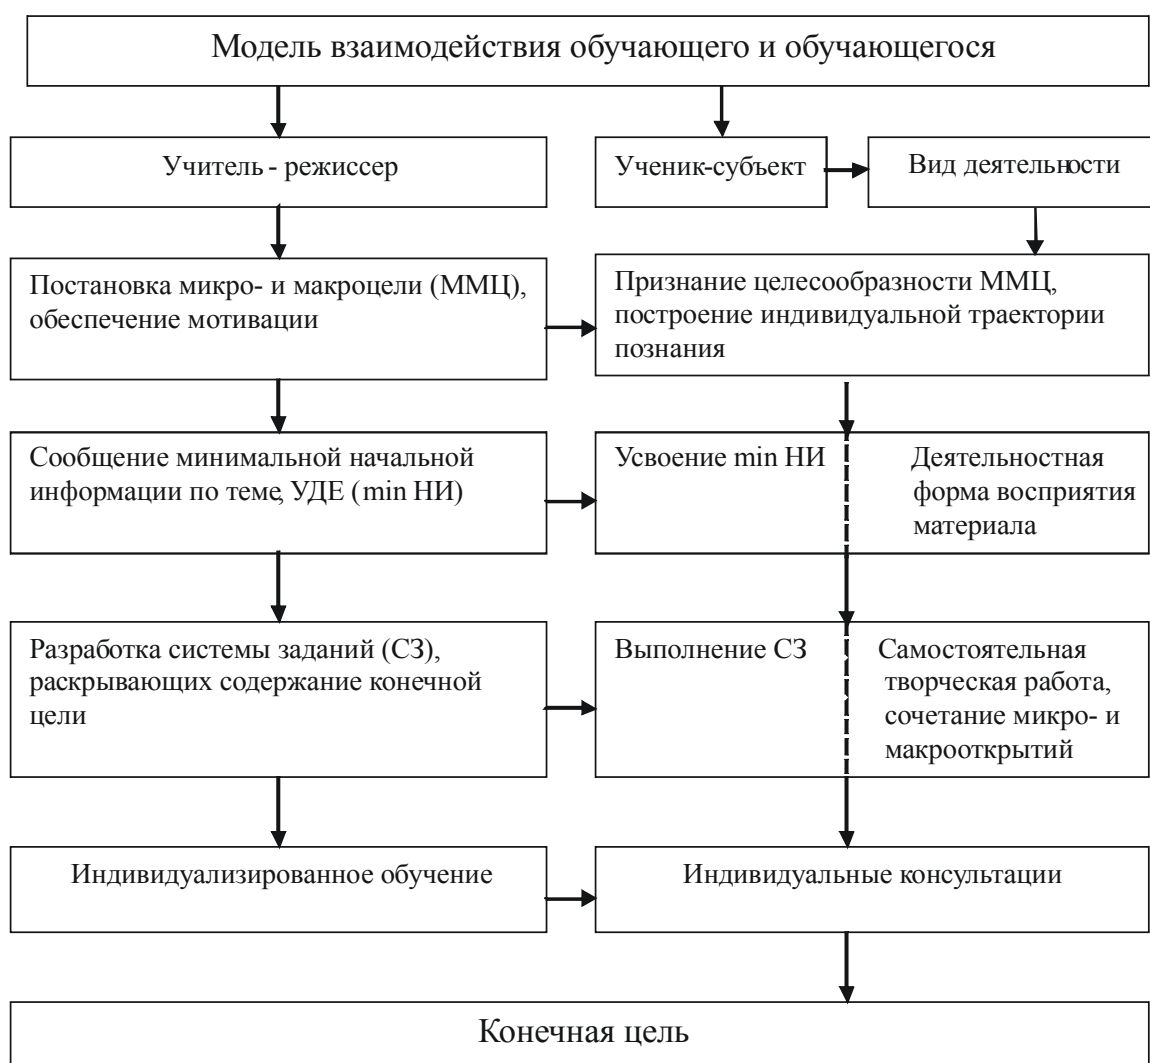 Модель взаимодействия обучающего и обучающегося
Учитель - режиссер
Ученик-субъект
Вид деятельности
Постановка микро- и макроцели (ММЦ),
обеспечение мотивации
Признание целесообразности ММЦ,
построение индивидуальной траектории
познания
Сообщение минимальной начальной
информации по теме, УДЕ (min НИ)
Усвоение min НИ
Деятельностная
форма восприятия
материала
Разработка системы заданий (СЗ),
раскрывающих содержание конечной
цели
Выполнение СЗ
Самостоятельная
творческая работа,
сочетание микро- и
макрооткрытий
Индивидуализированное обучение
Индивидуальные консультации
Конечная цель